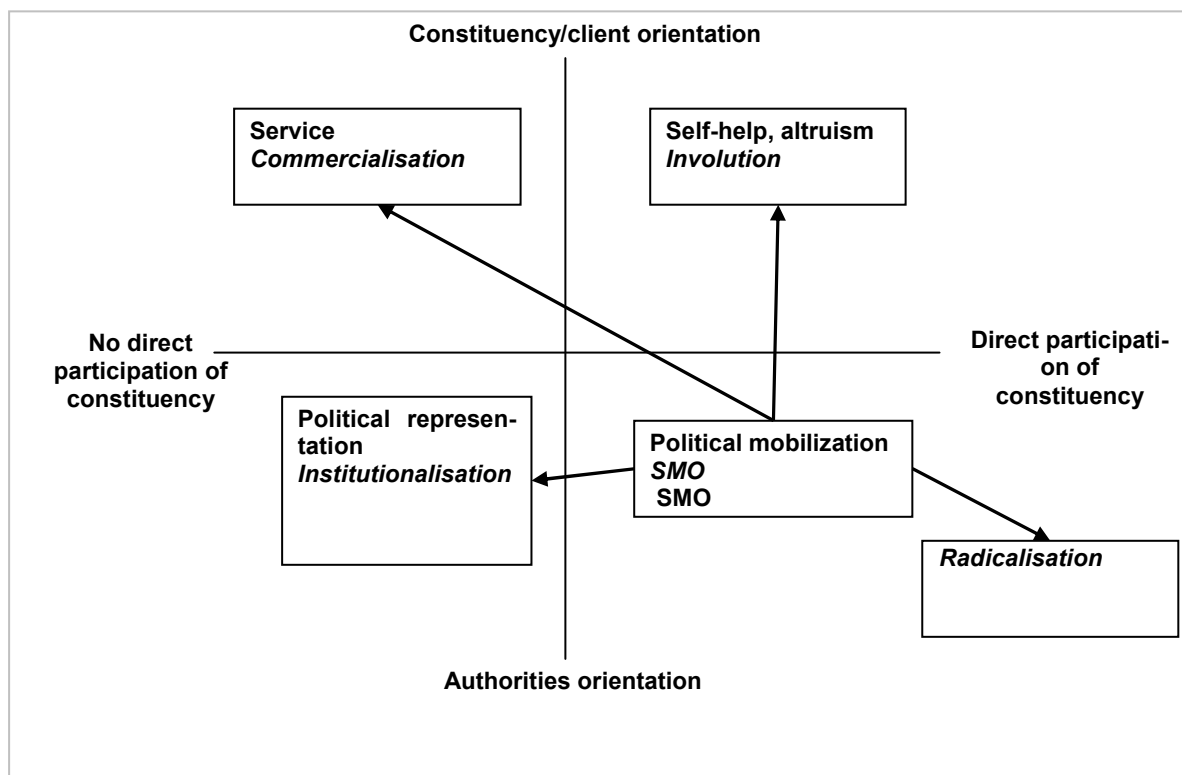 Constituency/client orientation
Service
Commercialisation
Self-help, altruism
Involution
No direct
participation of
constituency
Direct participati-
on of
constituency
Political represen-
tation
Institutionalisation
Political mobilization
SMO
SMO
Radicalisation
Authorities orientation